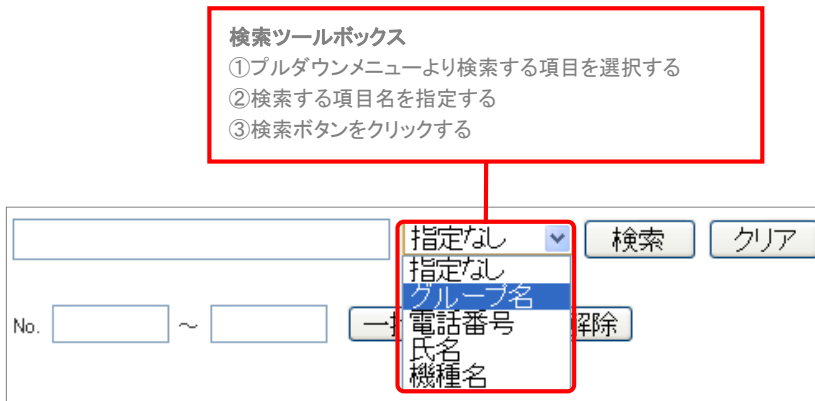 検索ツールボックス
①プルダウンメニューより検索する項目を選択する
②検索する項目名を指定する
③検索ボタンをクリックする
指定なし 検索 クリア
指定なし
グループ名
No. ～ 一 電話番号 解除
氏名
機種名